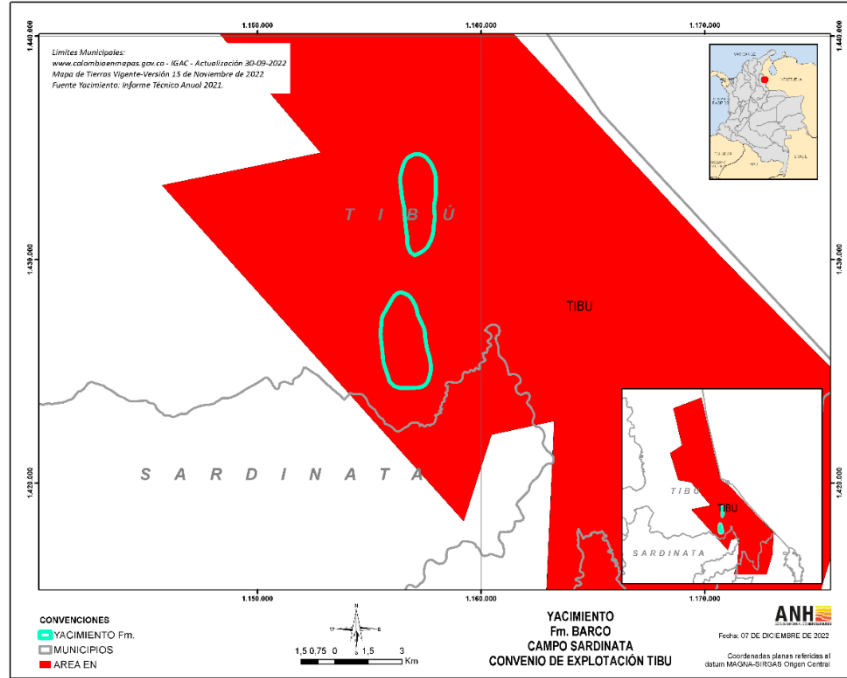 1.150.000 1.160.000 1.170.000
1.440.000 1.440.000
Límites Municipales:
www.colombiaenmapas.gov.co - IGAC - Actualización 30-09-2022
Mapa de Tierras Vigente-Versión 15 de Noviembre de 2022
Fuente Yacimiento: Informe Técnico Anual 2021.
VENEZUELA
BRASIL
T I B Ú
1.430.000 1.430.000
TIBU
TIBU
TIBU
S A R D I N A T A
SARDINATA
1.420.000 1.420.000
1.150.000 1.160.000 1.170.000
CONVENCIONES
YACIMIENTO Fm.
MUNICIPIOS
AREA EN
N
1,5 0,75 0 1,5 3
Km
YACIMIENTO
Fm. BARCO
CAMPO SARDINATA
CONVENIO DE EXPLOTACIÓN TIBU
ANH
Fecha: 07 DE DICIEMBRE DE 2022
Coordenadas planas referidas al
datum MAGNA-SIRGAS Origen Central